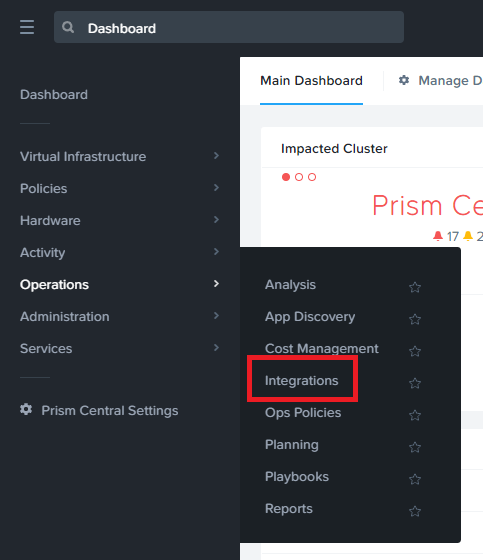 Dashboard
Main Dashboard
Manage D
Dashboard
Virtual Infrastructure
Policies
Hardware
Activity
Operations
Administration
Services
Prism Central Settings
Impacted Cluster
Prism Ce
17 2
Analysis
App Discovery
Cost Management
Integrations
Ops Policies
Planning
Playbooks
Reports